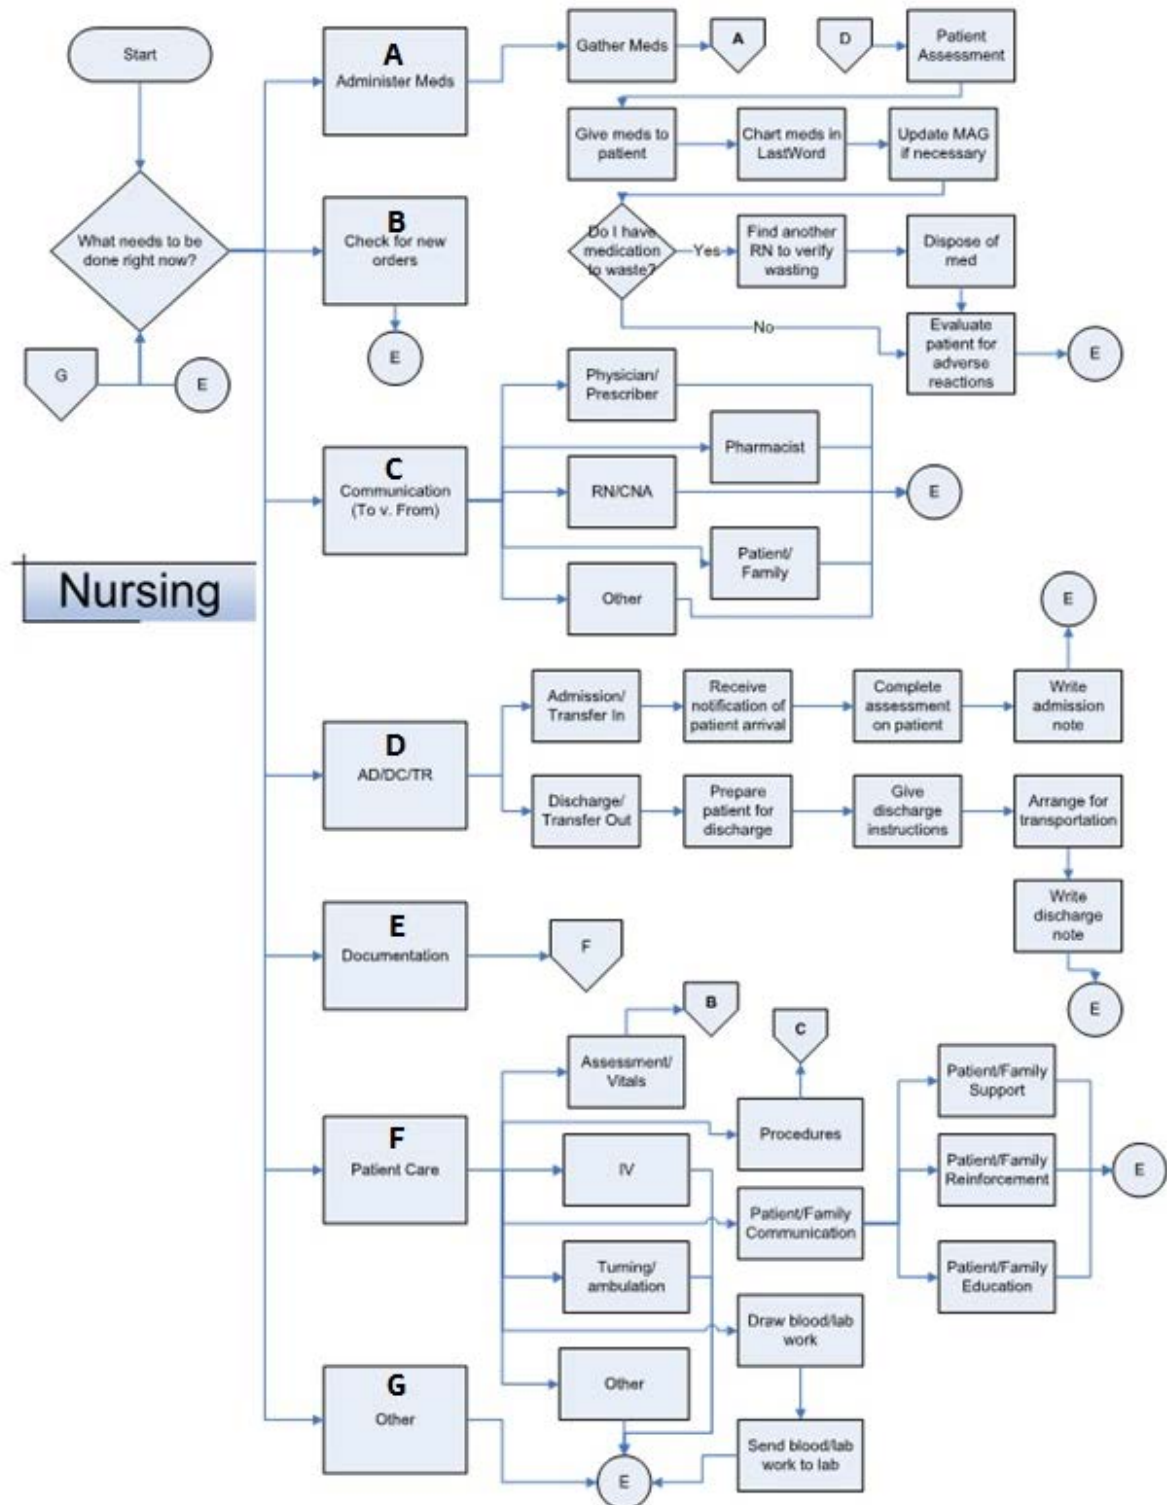 Start
What needs to be
done right now?
G
E
Nursing
A
Administer Meds
Gather Meds
A
D
Patient
Assessment
Give meds to
patient
Chart meds in
LastWord
Update MAG
if necessary
Do I have
medication
to waste?
Yes
Find another
RN to verify
wasting
Dispose of
med
No
Evaluate
patient for
adverse
reactions
E
B
Check for new
orders
E
C
Communication
(To v. From)
Physician/
Prescriber
Pharmacist
RN/CNA
Patient/
Family
Other
E
D
AD/DC/TR
Admission/
Transfer In
Receive
notification of
patient arrival
Complete
assessment
on patient
Write
admission
note
E
Discharge/
Transfer Out
Prepare
patient for
discharge
Give
discharge
instructions
Arrange for
transportation
Write
discharge
note
E
E
Documentation
F
F
Patient Care
Assessment/
Vitals
B
Procedures
C
IV
Patient/Family
Communication
Patient/Family
Support
Patient/Family
Reinforcement
Patient/Family
Education
E
Turning/
ambulation
Draw blood/lab
work
Other
Send blood/lab
work to lab
G
Other
E